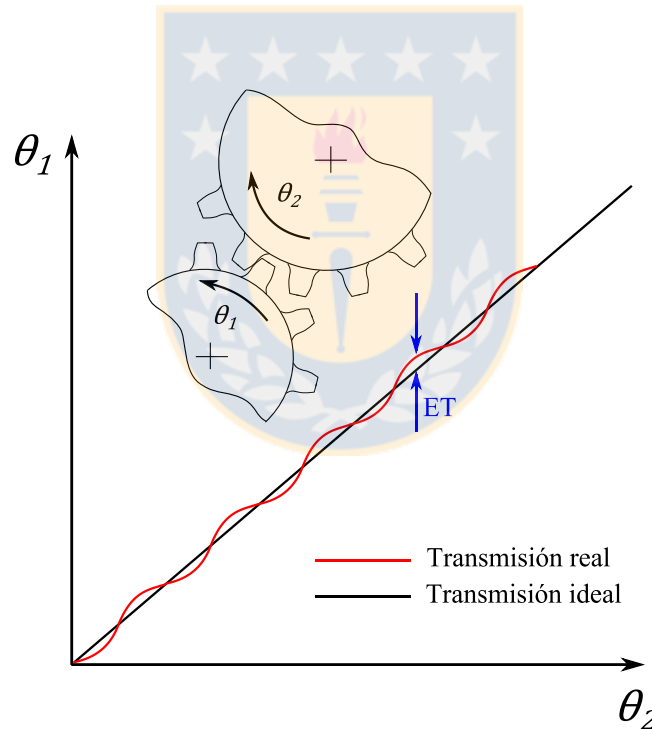 θ1
θ2
θ1
ET
Transmisión real
Transmisión ideal
θ2